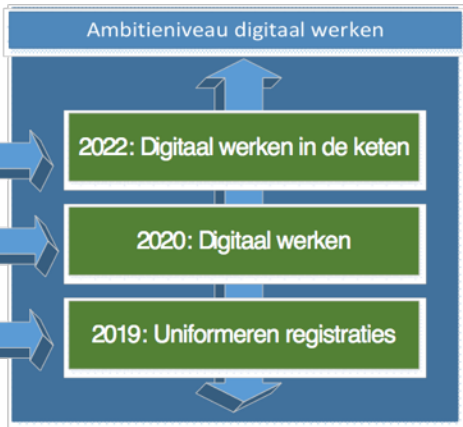 Ambitieniveau digitaal werken
2022: Digitaal werken in de keten
2020: Digitaal werken
2019: Uniformeren registraties